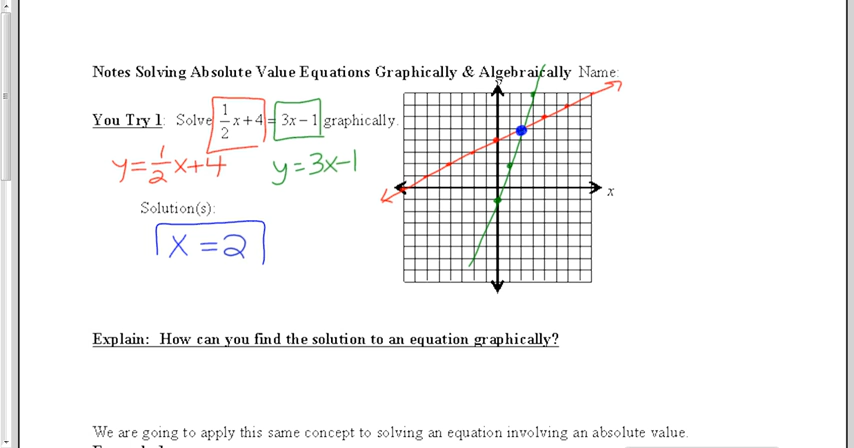 Notes Solving Absolute Value Equations Graphically & Algebraically Name:
You Try 1: Solve 1/2 x + 4 = 3x − 1 graphically.
y = 1/2 x + 4 y = 3x − 1
x
Solution(s):
x = 2
Explain: How can you find the solution to an equation graphically?
We are going to apply this same concept to solving an equation involving an absolute value.